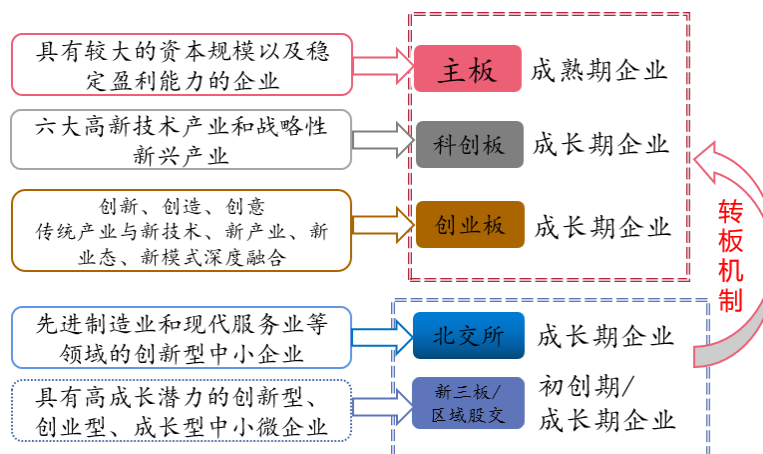 具有较大的资本规模以及稳
定盈利能力的企业
主板
成熟期企业
六大高新技术产业和战略性
新兴产业
科创板
成长期企业
创新、创造、创意
传统产业与新技术、新产业、新
业态、新模式深度融合
创业板
成长期企业
转板机制
先进制造业和现代服务业等
领域的创新型中小企业
北交所
成长期企业
具有高成长潜力的创新型、
创业型、成长型中小微企业
新三板/
区域股交
初创期/
成长期企业